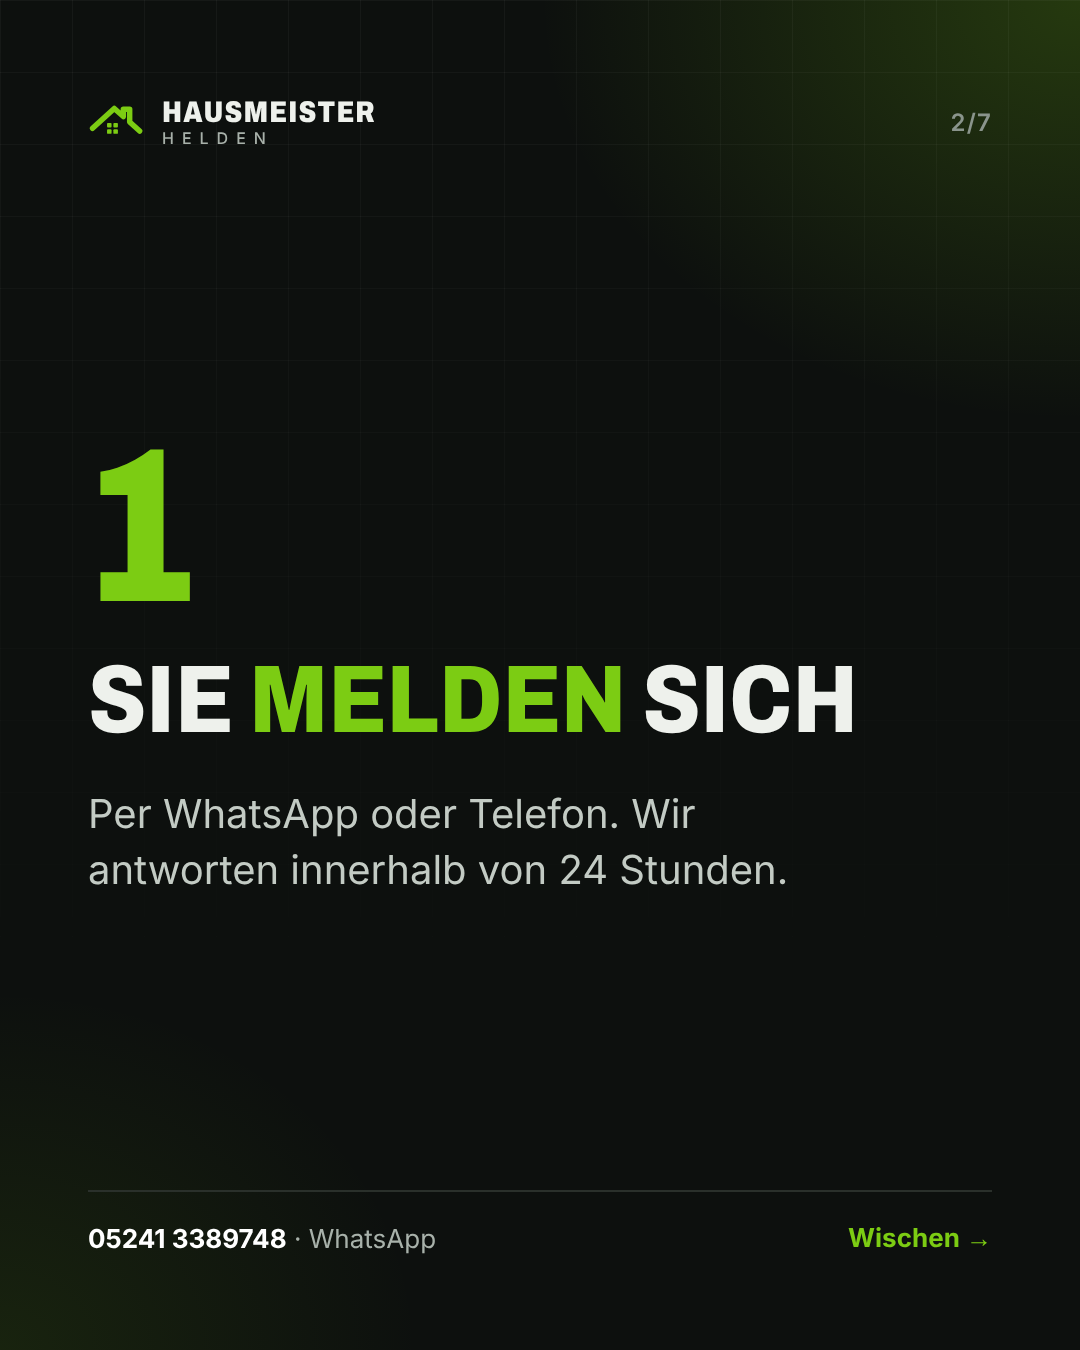 HAUSMEISTER
HELDEN
2/7
1
SIE MELDEN SICH
Per WhatsApp oder Telefon. Wir
antworten innerhalb von 24 Stunden.
05241 3389748 · WhatsApp
Wischen →